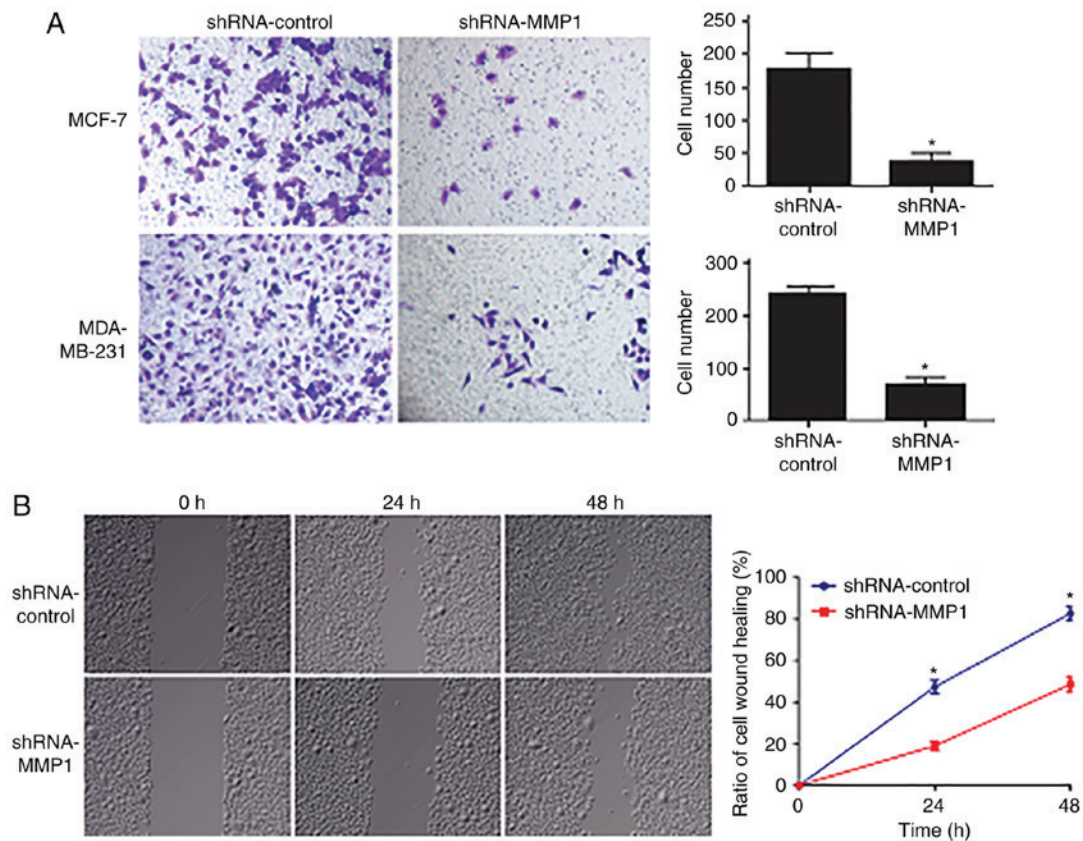 A
shRNA-control
shRNA-MMP1
MCF-7
MDA-
MB-231
Cell number
250
200
150
100
50
0
*
shRNA-
control
shRNA-
MMP1
Cell number
300
200
100
0
*
shRNA-
control
shRNA-
MMP1
B
0 h
24 h
48 h
shRNA-
control
shRNA-
MMP1
Ratio of cell wound healing (%)
100
80
60
40
20
0
shRNA-control
shRNA-MMP1
*
*
0
24
48
Time (h)